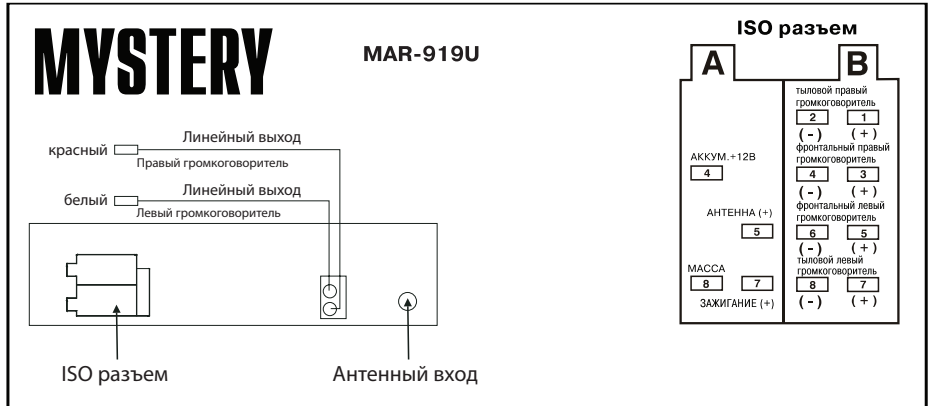 MYSTERY
MAR-919U
красный
Линейный выход
Правый громкоговоритель
белый
Линейный выход
Левый громкоговоритель
ISO разъем
Антенный вход
ISO разъем
A
B
АККУМ.+12В
4
АНТЕННА (+)
5
МАССА
8 7
ЗАЖИГАНИЕ (+)
тыловой правый
громкоговоритель
2 1
(-) (+)
фронтальный правый
громкоговоритель
4 3
(-) (+)
фронтальный левый
громкоговоритель
6 5
(-) (+)
тыловой левый
громкоговоритель
8 7
(-) (+)